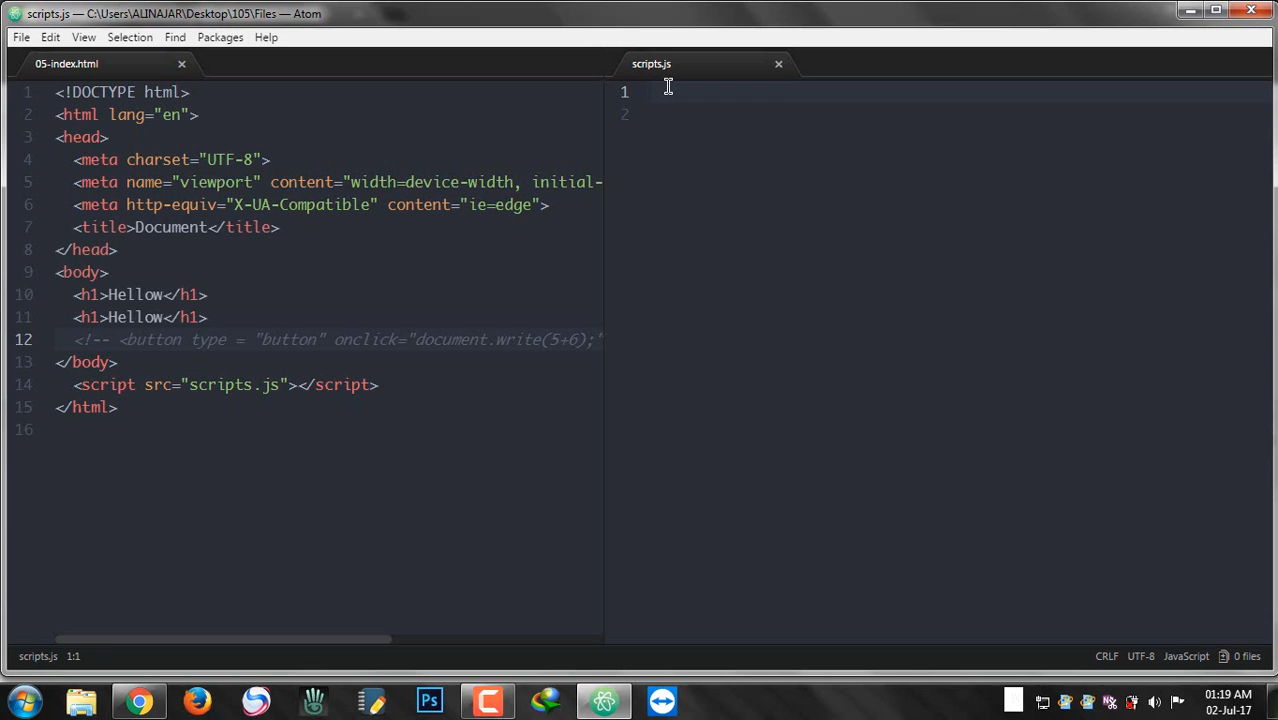 scripts.js — C:\Users\ALINAJAR\Desktop\105\Files — Atom
File Edit View Selection Find Packages Help
05-index.html
1 <!DOCTYPE html>
2 <html lang="en">
3 <head>
4 <meta charset="UTF-8">
5 <meta name="viewport" content="width=device-width, initial-
6 <meta http-equiv="X-UA-Compatible" content="ie=edge">
7 <title>Document</title>
8 </head>
9 <body>
10 <h1>Hellow</h1>
11 <h1>Hellow</h1>
12 <!-- <button type = "button" onclick="document.write(5+6);"
13 </body>
14 <script src="scripts.js"></script>
15 </html>
16
scripts.js
1
2
scripts.js 1:1
CRLF UTF-8 JavaScript 0 files
Ps
01:19 AM
02-Jul-17